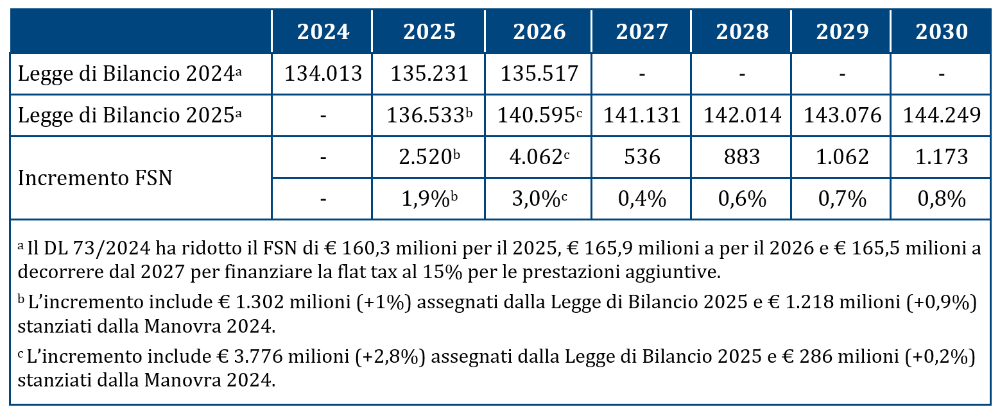 2024 2025 2026 2027 2028 2029 2030
Legge di Bilancio 2024ᵃ 134.013 135.231 135.517 - - - -
Legge di Bilancio 2025ᵃ - 136.533ᵇ 140.595ᶜ 141.131 142.014 143.076 144.249
Incremento FSN
- 2.520ᵇ 4.062ᶜ 536 883 1.062 1.173
- 1,9%ᵇ 3,0%ᶜ 0,4% 0,6% 0,7% 0,8%
ᵃ Il DL 73/2024 ha ridotto il FSN di € 160,3 milioni per il 2025, € 165,9 milioni a per il 2026 e € 165,5 milioni a
decorrere dal 2027 per finanziare la flat tax al 15% per le prestazioni aggiuntive.
ᵇ L’incremento include € 1.302 milioni (+1%) assegnati dalla Legge di Bilancio 2025 e € 1.218 milioni (+0,9%)
stanziati dalla Manovra 2024.
ᶜ L’incremento include € 3.776 milioni (+2,8%) assegnati dalla Legge di Bilancio 2025 e € 286 milioni (+0,2%)
stanziati dalla Manovra 2024.